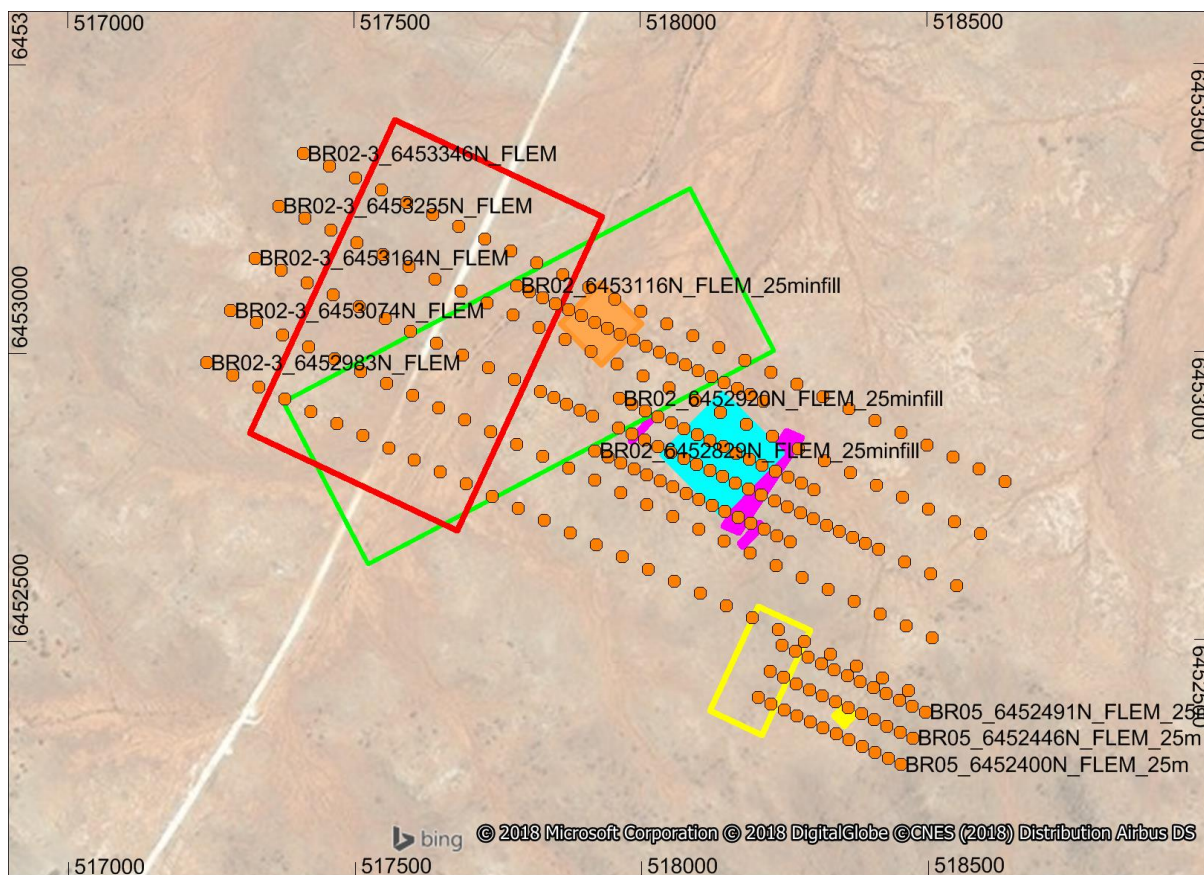 517000
517500
518000
518500
6453
6453500
BR02-3_6453346N_FLEM
BR02-3_6453255N_FLEM
BR02-3_6453164N_FLEM
BR02_6453116N_FLEM_25minfill
6453000
6453000
BR02-3_6453074N_FLEM
BR02-3_6452983N_FLEM
BR02_6452920N_FLEM_25minfill
BR02_6452829N_FLEM_25minfill
6452500
6452500
BR05_6452491N_FLEM_25
BR05_6452446N_FLEM_25m
BR05_6452400N_FLEM_25m
bing
© 2018 Microsoft Corporation © 2018 DigitalGlobe ©CNES (2018) Distribution Airbus DS
517000
517500
518000
518500